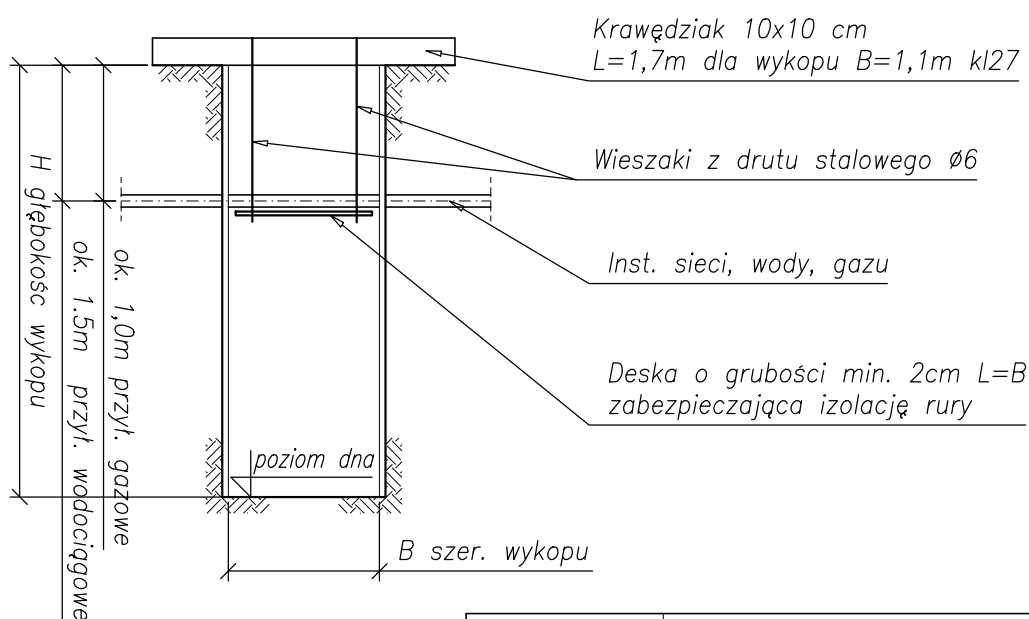 Krawędziak 10x10 cm
L=1,7m dla wykopu B=1,1m kl27
Wieszaki z drutu stalowego ø6
Inst. sieci, wody, gazu
Deska o grubości min. 2cm L=B
zabezpieczająca izolację rury
H głębokośc wykopu
ok. 1.5m przył. wodociągowe
ok. 1,0m przył. gazowe
poziom dna
B szer. wykopu